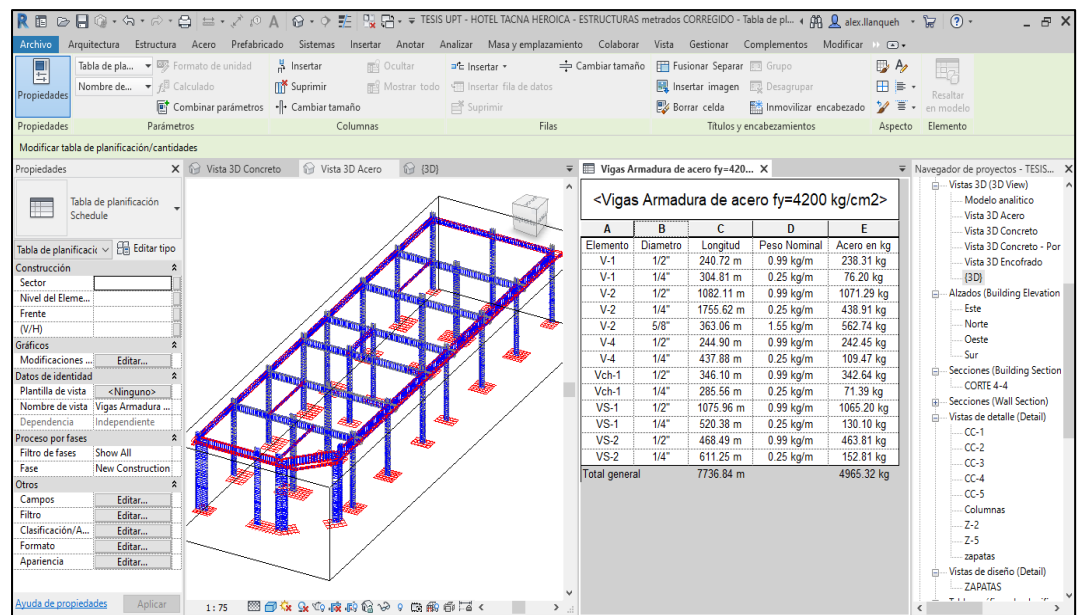 TESIS UPT - HOTEL TACNA HEROICA - ESTRUCTURAS metrados CORREGIDO - Tabla de pl...
alex.llanqueh
Archivo Arquitectura Estructura Acero Prefabricado Sistemas Insertar Anotar Analizar Masa y emplazamiento Colaborar Vista Gestionar Complementos Modificar
Propiedades
Tabla de pla...
Nombre de...
Formato de unidad
Calculado
Combinar parámetros
Insertar
Suprimir
Cambiar tamaño
Ocultar
Mostrar todo
Insertar
Insertar fila de datos
Suprimir
Cambiar tamaño
Fusionar Separar
Insertar imagen
Borrar celda
Grupo
Desagrupar
Inmovilizar encabezado
Resaltar
en modelo
Propiedades Parámetros Columnas Filas Títulos y encabezamientos Aspecto Elemento
Modificar tabla de planificación/cantidades
Propiedades X
Tabla de planificación
Schedule
Tabla de planificacic Editar tipo
Construcción
Sector
Nivel del Eleme...
Frente
(V/H)
Gráficos
Modificaciones ... Editar...
Datos de identidad
Plantilla de vista <Ninguno>
Nombre de vista Vigas Armadura ...
Dependencia Independiente
Proceso por fases
Filtro de fases Show All
Fase New Construction
Otros
Campos Editar...
Filtro Editar...
Clasificación/A... Editar...
Formato Editar...
Apariencia Editar...
Ayuda de propiedades Aplicar
Vista 3D Concreto Vista 3D Acero {3D}
1 : 75
Vigas Armadura de acero fy=420... X
<Vigas Armadura de acero fy=4200 kg/cm2>
A B C D E
Elemento Diametro Longitud Peso Nominal Acero en kg
V-1 1/2" 240.72 m 0.99 kg/m 238.31 kg
V-1 1/4" 304.81 m 0.25 kg/m 76.20 kg
V-2 1/2" 1082.11 m 0.99 kg/m 1071.29 kg
V-2 1/4" 1755.62 m 0.25 kg/m 438.91 kg
V-2 5/8" 363.06 m 1.55 kg/m 562.74 kg
V-4 1/2" 244.90 m 0.99 kg/m 242.45 kg
V-4 1/4" 437.88 m 0.25 kg/m 109.47 kg
Vch-1 1/2" 346.10 m 0.99 kg/m 342.64 kg
Vch-1 1/4" 285.56 m 0.25 kg/m 71.39 kg
VS-1 1/2" 1075.96 m 0.99 kg/m 1065.20 kg
VS-1 1/4" 520.38 m 0.25 kg/m 130.10 kg
VS-2 1/2" 468.49 m 0.99 kg/m 463.81 kg
VS-2 1/4" 611.25 m 0.25 kg/m 152.81 kg
Total general 7736.84 m 4965.32 kg
Navegador de proyectos - TESIS... X
Vistas 3D (3D View)
Modelo analitico
Vista 3D Acero
Vista 3D Concreto
Vista 3D Concreto - Por
Vista 3D Encofrado
{3D}
Alzados (Building Elevation
Este
Norte
Oeste
Sur
Secciones (Building Section
CORTE 4-4
Secciones (Wall Section)
Vistas de detalle (Detail)
CC-1
CC-2
CC-3
CC-4
CC-5
Columnas
Z-2
Z-5
zapatas
Vistas de diseño (Detail)
ZAPATAS